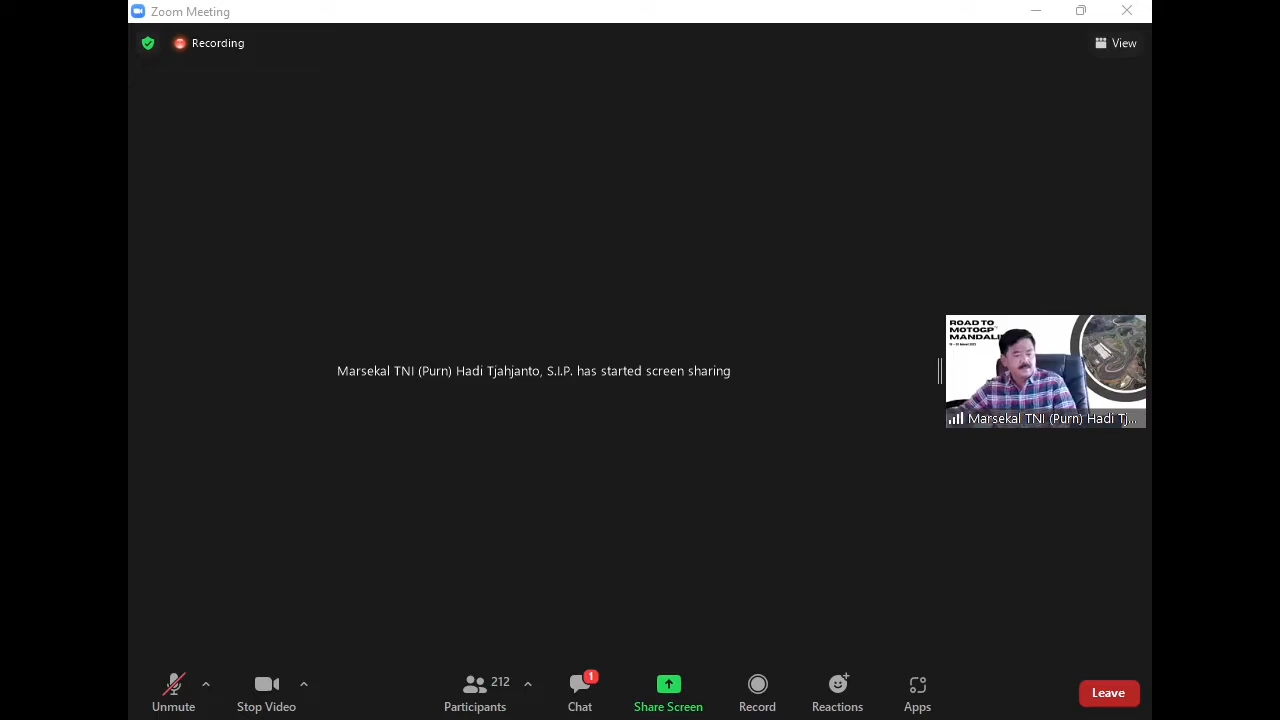 Zoom Meeting
Recording
View
Marsekal TNI (Purn) Hadi Tjahjanto, S.I.P. has started screen sharing
ROAD TO
MOTOGP™
MANDALI
Marsekal TNI (Purn) Hadi Tj...
212
1
Unmute
Stop Video
Participants
Chat
Share Screen
Record
Reactions
Apps
Leave